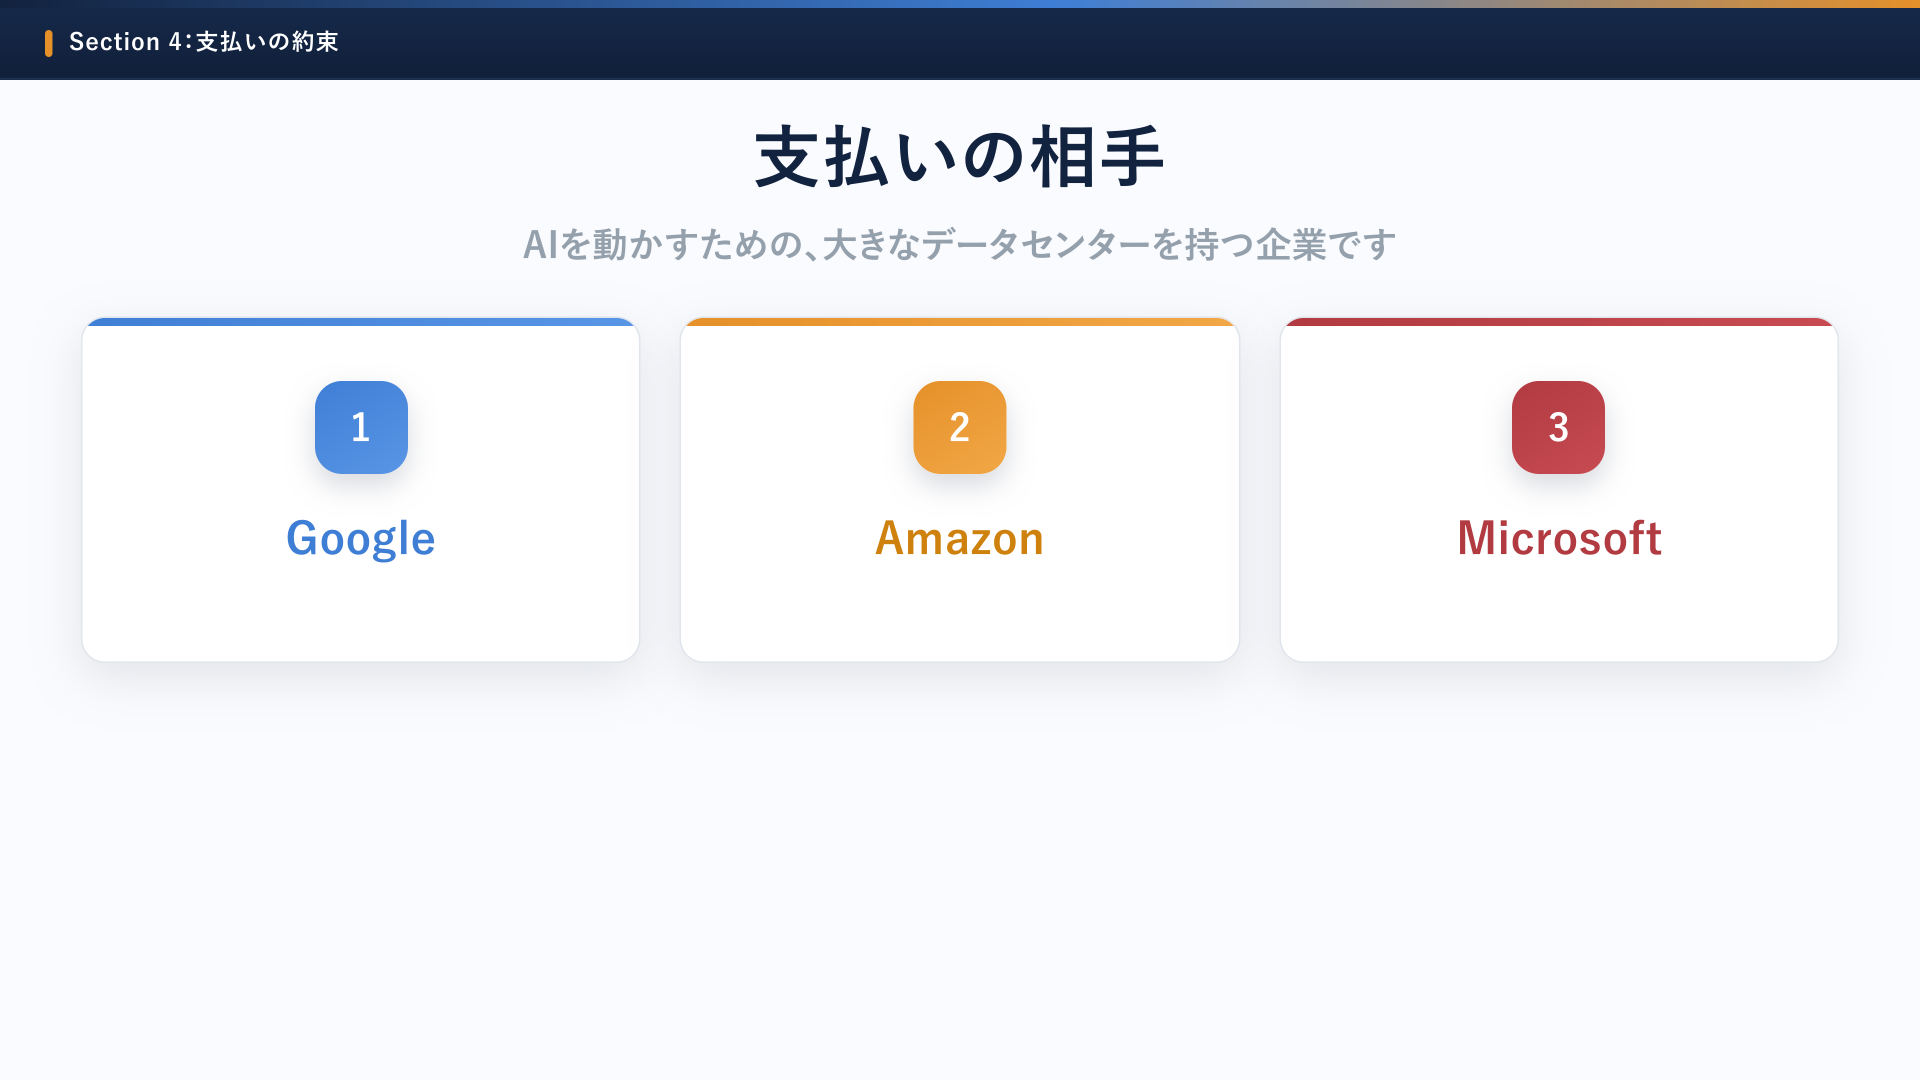 Section 4：支払いの約束
支払いの相手
AIを動かすための、大きなデータセンターを持つ企業です
1
Google
2
Amazon
3
Microsoft